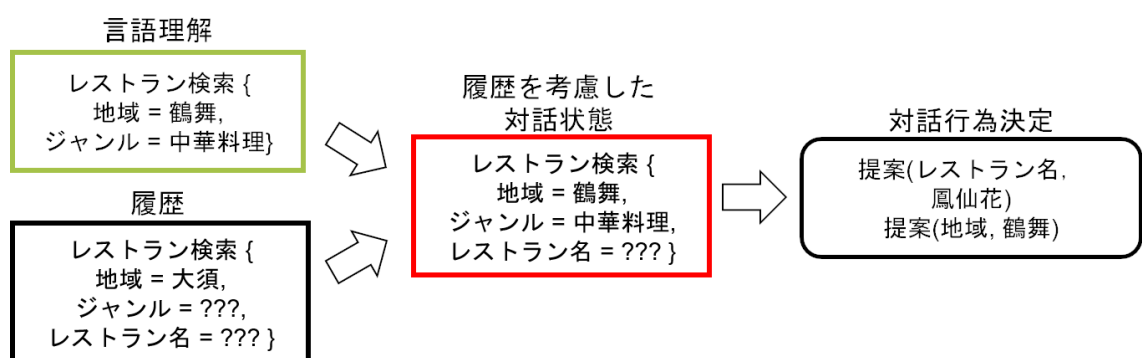 言語理解
レストラン検索 {
地域 = 鶴舞,
ジャンル = 中華料理}
履歴
レストラン検索 {
地域 = 大須,
ジャンル = ???,
レストラン名 = ??? }
履歴を考慮した
対話状態
レストラン検索 {
地域 = 鶴舞,
ジャンル = 中華料理,
レストラン名 = ??? }
対話行為決定
提案(レストラン名,
鳳仙花)
提案(地域, 鶴舞)